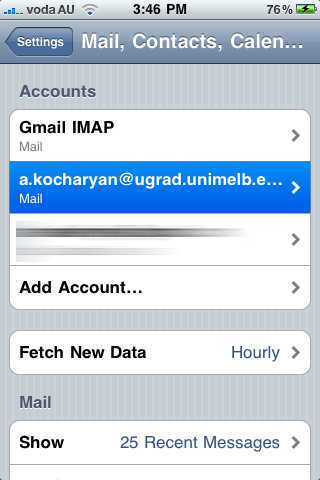 voda AU 3:46 PM 76%
Settings Mail, Contacts, Calen...
Accounts
Gmail IMAP
Mail
a.kocharyan@ugrad.unimelb.e...
Mail
Add Account...
Fetch New Data Hourly
Mail
Show 25 Recent Messages